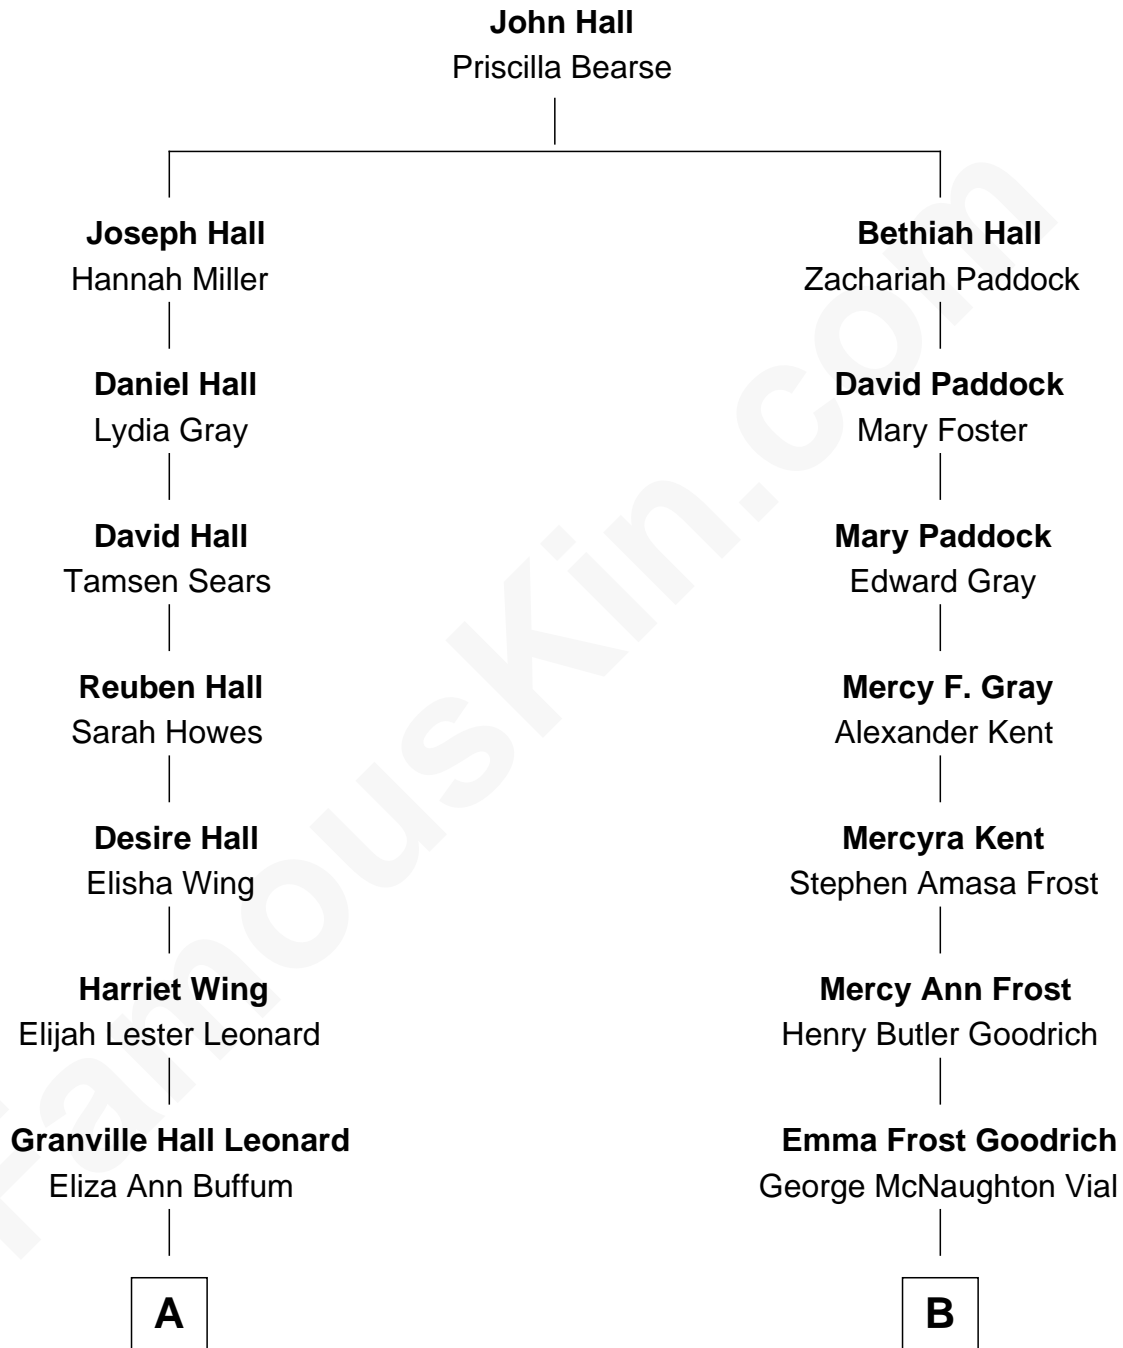 John Hall
Priscilla Bearse
Joseph Hall
Hannah Miller
Bethiah Hall
Zachariah Paddock
Daniel Hall
Lydia Gray
David Paddock
Mary Foster
David Hall
Tamsen Sears
Mary Paddock
Edward Gray
Reuben Hall
Sarah Howes
Mercy F. Gray
Alexander Kent
Desire Hall
Elisha Wing
Mercyra Kent
Stephen Amasa Frost
Harriet Wing
Elijah Lester Leonard
Mercy Ann Frost
Henry Butler Goodrich
Granville Hall Leonard
Eliza Ann Buffum
Emma Frost Goodrich
George McNaughton Vial
A
B
FamousKin.com